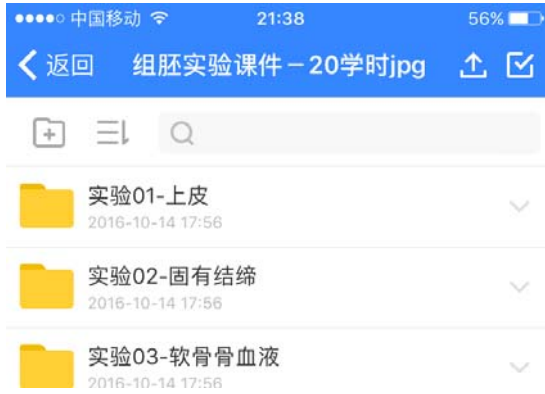 中国移动 21:38 56%
返回 组胚实验课件－20学时jpg
实验01-上皮
2016-10-14 17:56
实验02-固有结缔
2016-10-14 17:56
实验03-软骨骨血液
2016-10-14 17:56